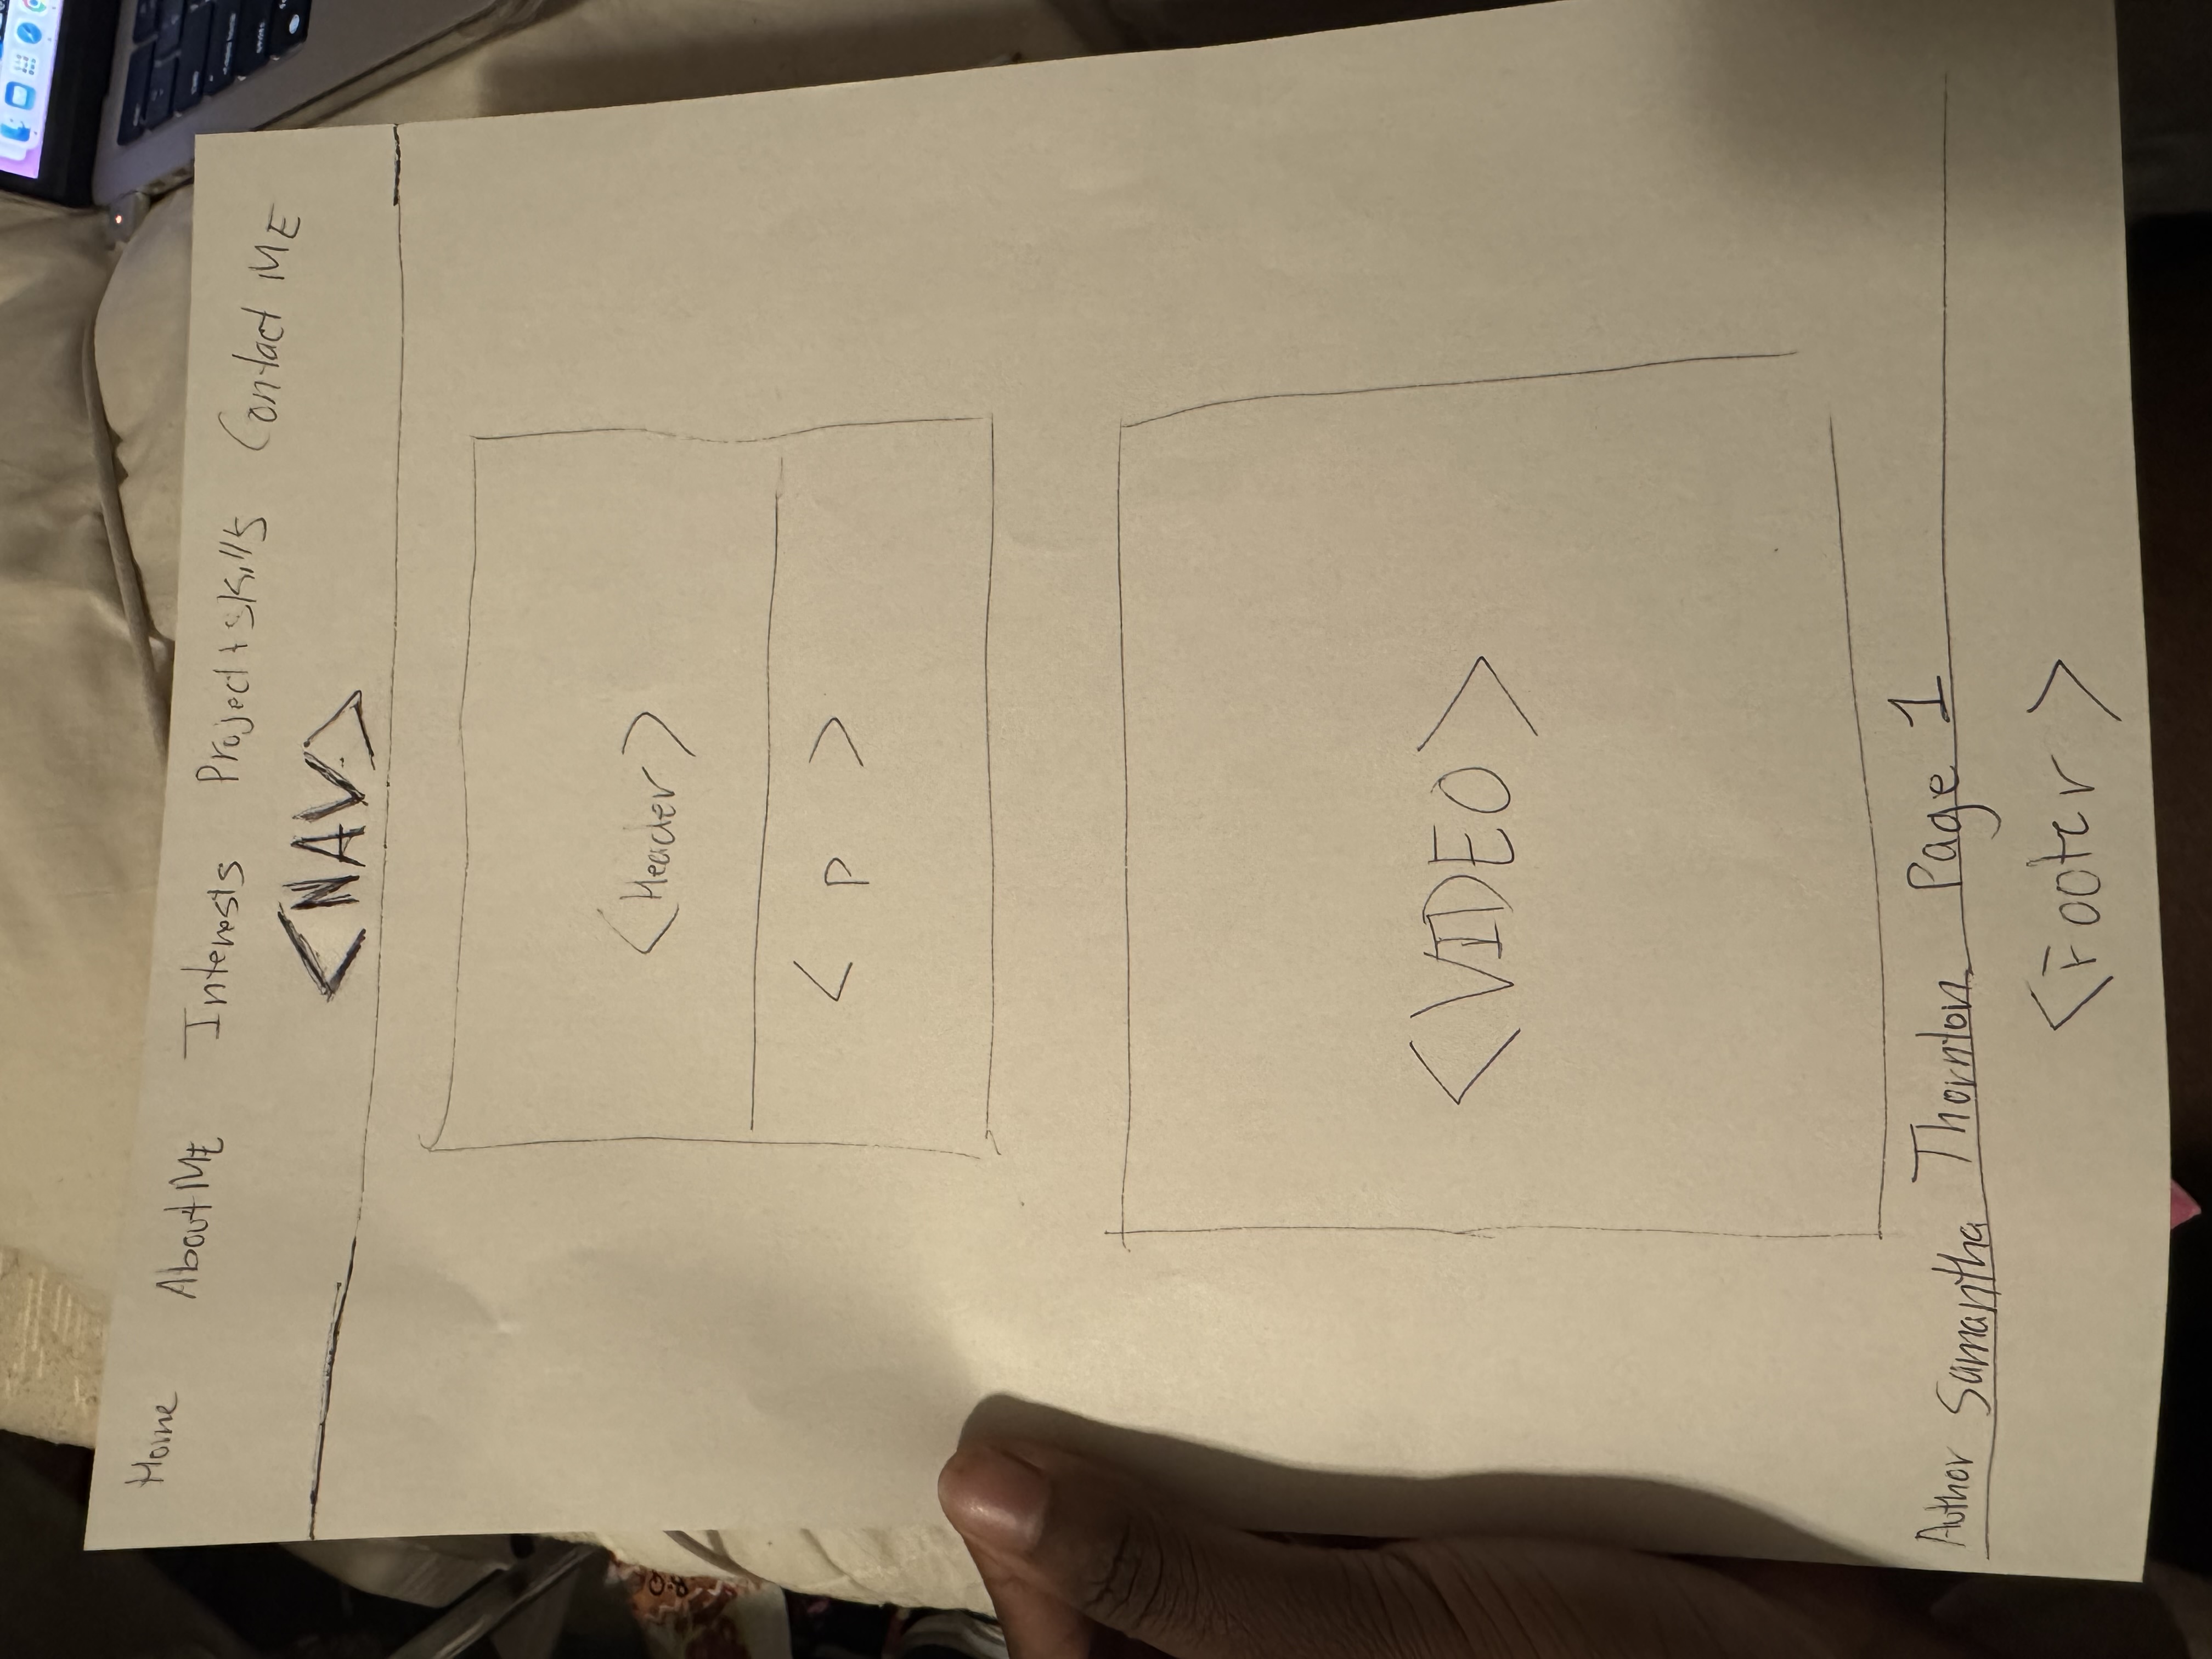 Home About ME Interests Project + skills Contact ME
<NAV>
<Header>
< p >
<VIDEO>
Author Samantha Thornton Page 1
<Footer>